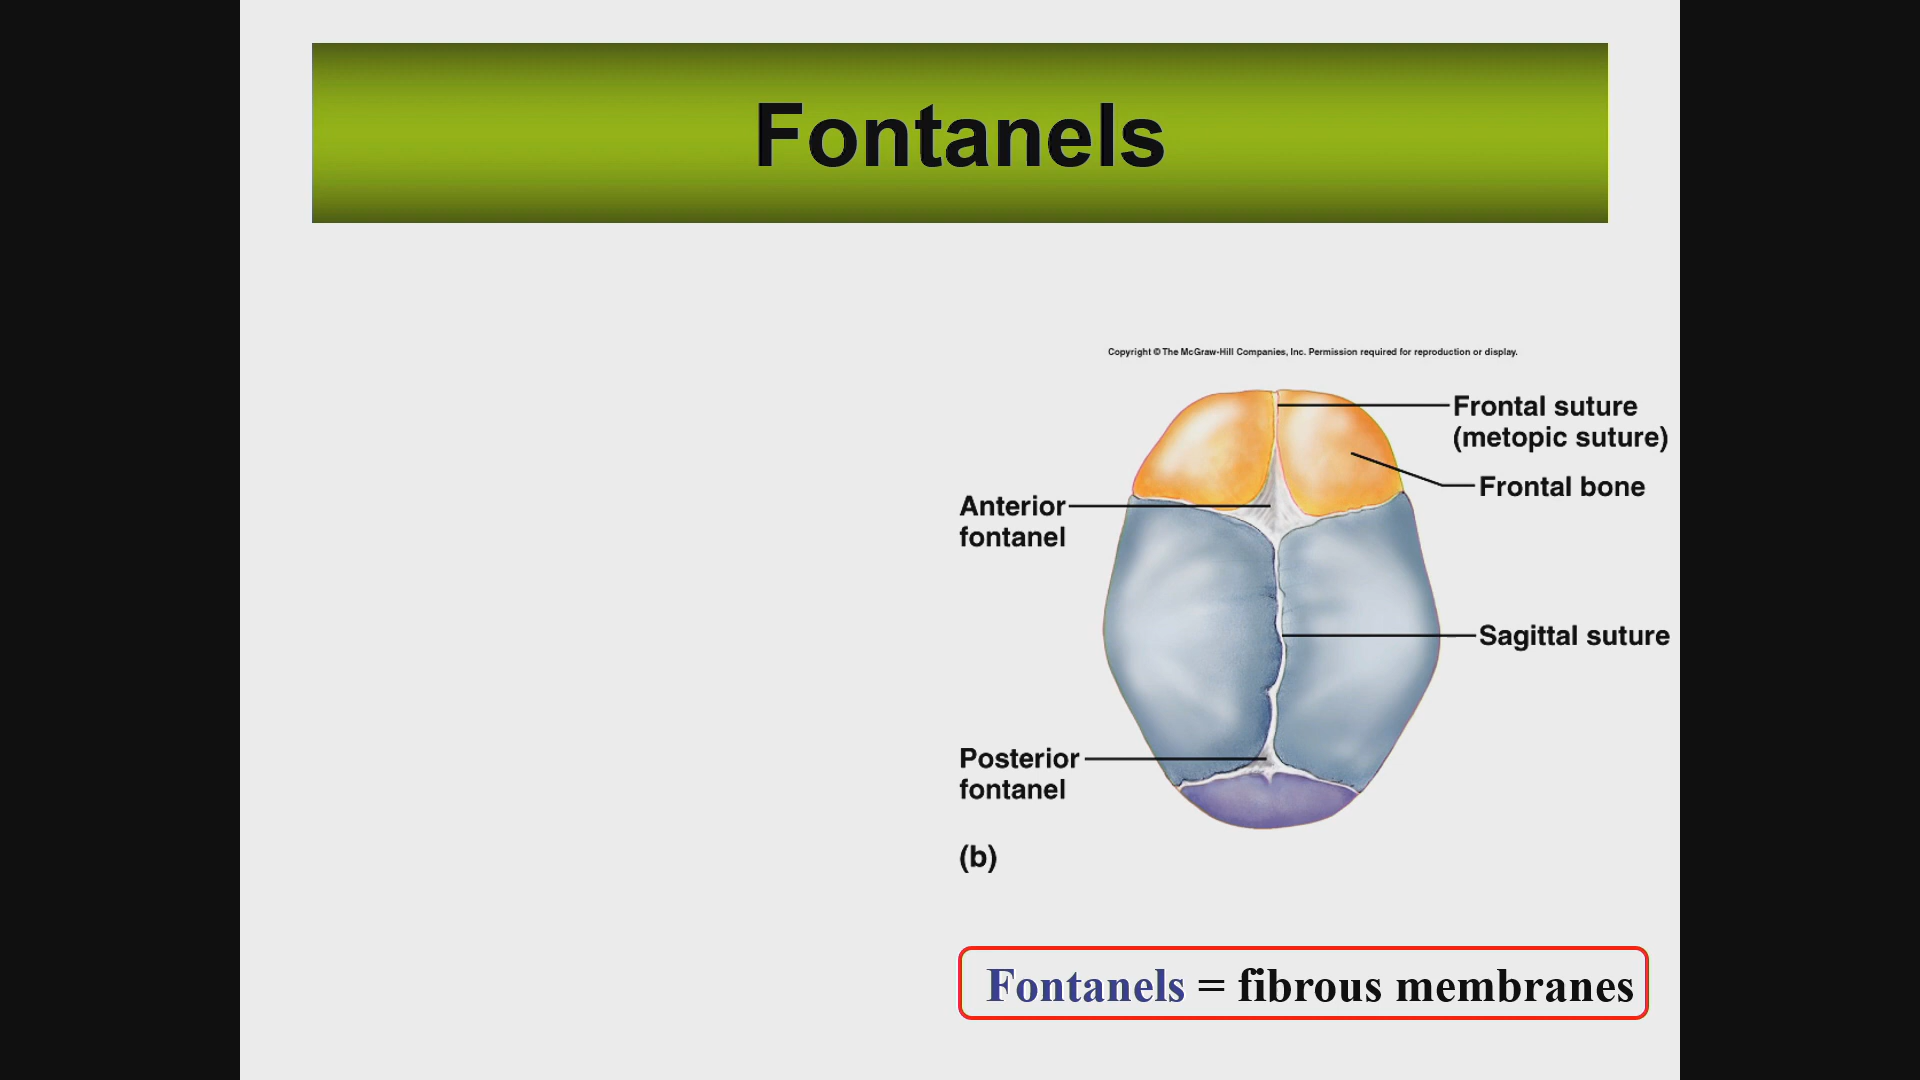 Fontanels
Copyright © The McGraw-Hill Companies, Inc. Permission required for reproduction or display.
Frontal suture
(metopic suture)
Frontal bone
Anterior
fontanel
Sagittal suture
Posterior
fontanel
(b)
Fontanels = fibrous membranes